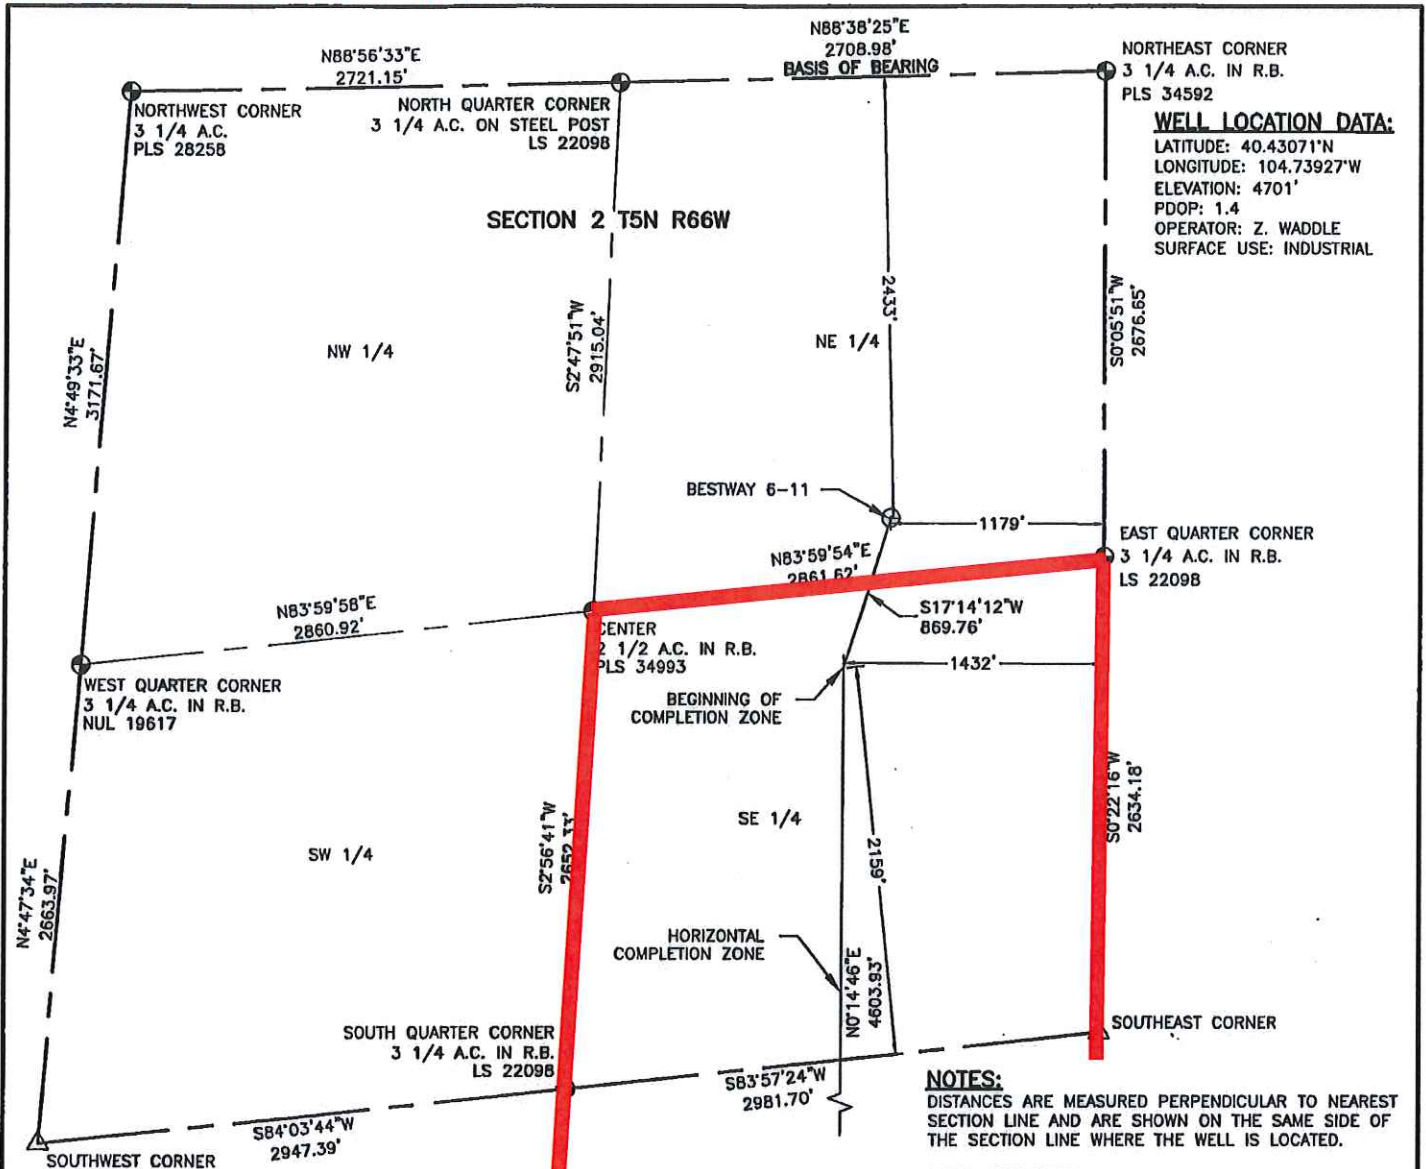 N88°38'25"E
2708.98'
BASIS OF BEARING
N88°56'33"E
2721.15'
NORTHEAST CORNER
3 1/4 A.C. IN R.B.
PLS 34592
NORTHWEST CORNER
3 1/4 A.C.
PLS 28258
NORTH QUARTER CORNER
3 1/4 A.C. ON STEEL POST
LS 22098
WELL LOCATION DATA:
LATITUDE: 40.43071°N
LONGITUDE: 104.73927°W
ELEVATION: 4701'
PDOP: 1.4
OPERATOR: Z. WADDLE
SURFACE USE: INDUSTRIAL
SECTION 2 T5N R66W
N4°49'33"E
3171.67'
NW 1/4
S2°47'51"W
2915.04'
2433'
NE 1/4
S0°05'51"W
2676.65'
BESTWAY 6-11
1179'
EAST QUARTER CORNER
3 1/4 A.C. IN R.B.
LS 22098
N83°59'54"E
2861.62'
N83°59'58"E
2860.92'
S17°14'12"W
869.76'
CENTER
2 1/2 A.C. IN R.B.
PLS 34993
1432'
WEST QUARTER CORNER
3 1/4 A.C. IN R.B.
NUL 19617
BEGINNING OF
COMPLETION ZONE
N4°47'34"E
2663.97'
SW 1/4
S2°56'41"W
2652.33'
SE 1/4
2159'
S0°22'16"W
2634.18'
HORIZONTAL
COMPLETION ZONE
N0°14'46"E
4603.93'
SOUTH QUARTER CORNER
3 1/4 A.C. IN R.B.
LS 22098
SOUTHEAST CORNER
S83°57'24"W
2981.70'
S84°03'44"W
2947.39'
SOUTHWEST CORNER
NOTES:
DISTANCES ARE MEASURED PERPENDICULAR TO NEAREST
SECTION LINE AND ARE SHOWN ON THE SAME SIDE OF
THE SECTION LINE WHERE THE WELL IS LOCATED.